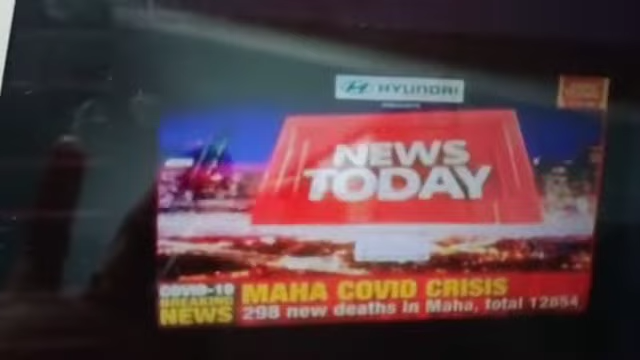 HYUNDAI
NEWS
TODAY
COVID-19
BREAKING
NEWS
MAHA COVID CRISIS
298 new deaths in Maha, total 12854